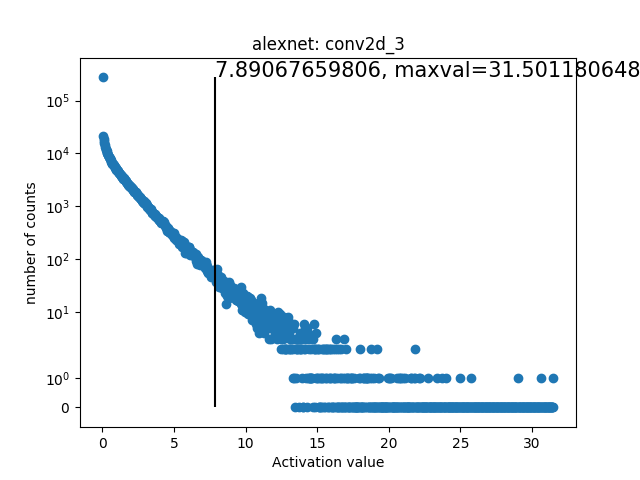 alexnet: conv2d_3
7.89067659806, maxval=31.501180648
number of counts
10^5
10^4
10^3
10^2
10^1
10^0
0
0 5 10 15 20 25 30
Activation value